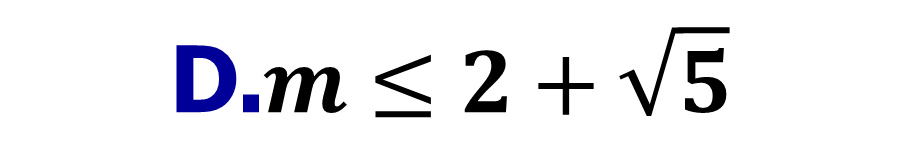 D. m ≤ 2 + √5